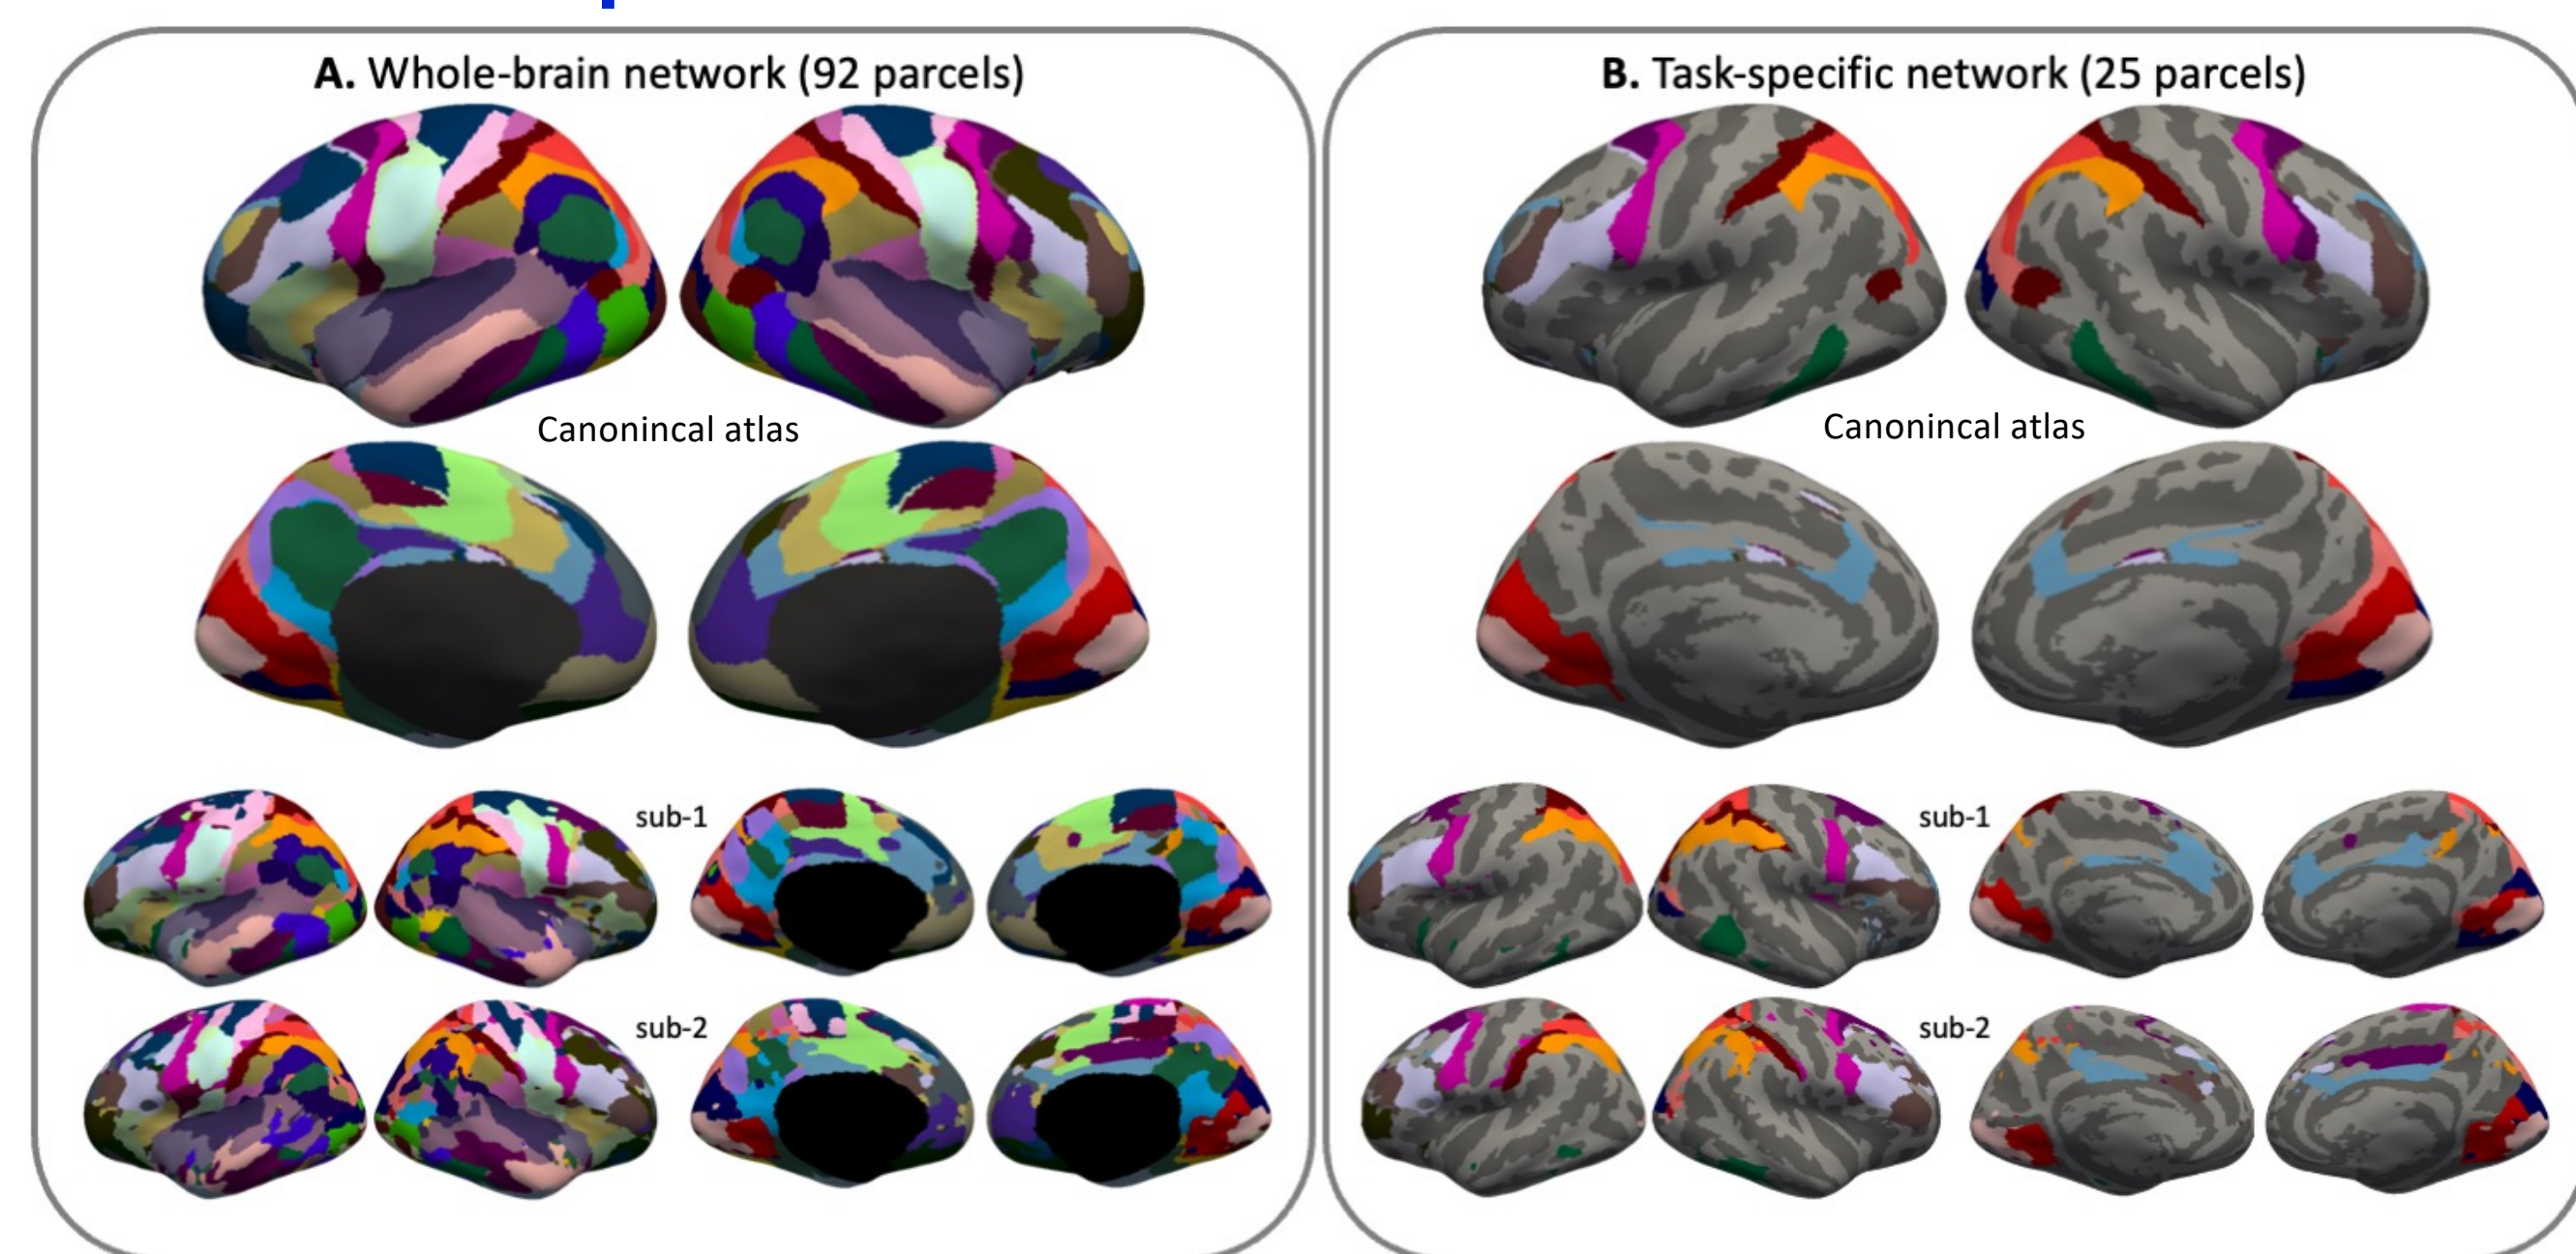 A. Whole-brain network (92 parcels)
Canonincal atlas
sub-1
sub-2
B. Task-specific network (25 parcels)
Canonincal atlas
sub-1
sub-2